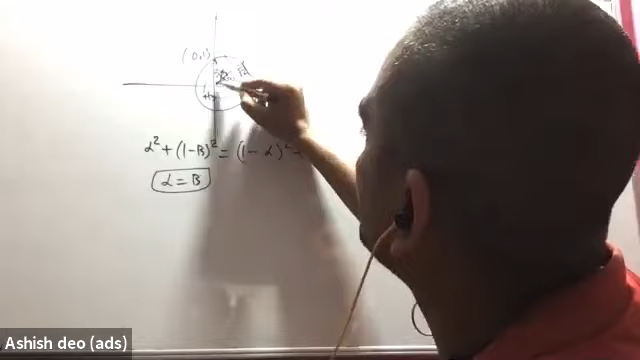 (0,1)
α² + (1-B)² = (1-α)²
α = B
Ashish deo (ads)